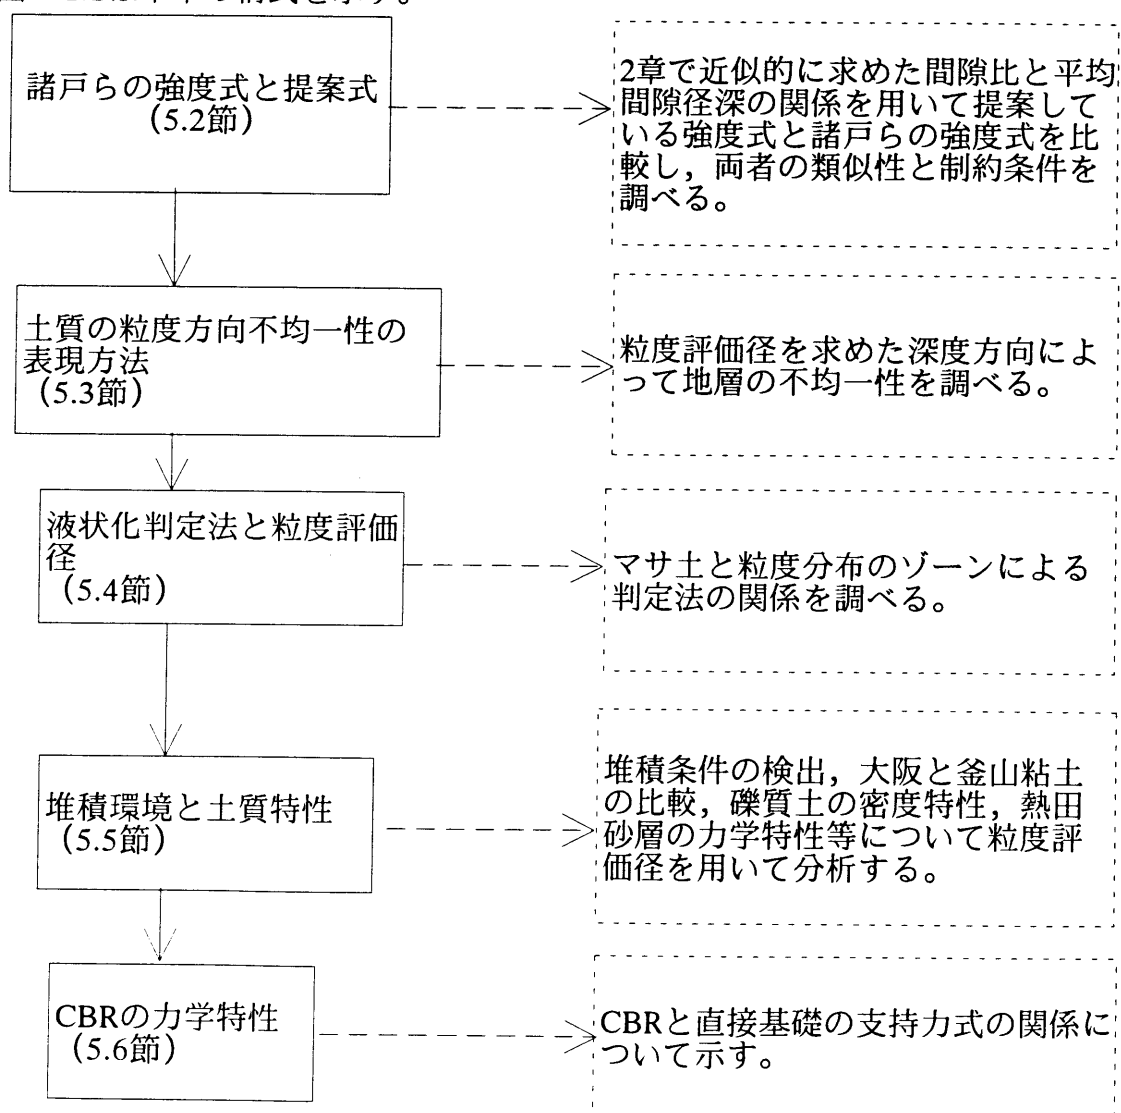 諸戸らの強度式と提案式
(5.2節)
2章で近似的に求めた間隙比と平均
間隙径深の関係を用いて提案して
いる強度式と諸戸らの強度式を比
較し，両者の類似性と制約条件を
調べる。
土質の粒度方向不均一性の
表現方法
(5.3節)
粒度評価径を求めた深度方向によ
って地層の不均一性を調べる。
液状化判定法と粒度評価
径
(5.4節)
マサ土と粒度分布のゾーンによる
判定法の関係を調べる。
堆積環境と土質特性
(5.5節)
堆積条件の検出，大阪と釜山粘土
の比較，礫質土の密度特性，熱田
砂層の力学特性等について粒度評
価径を用いて分析する。
CBRの力学特性
(5.6節)
CBRと直接基礎の支持力式の関係に
ついて示す。